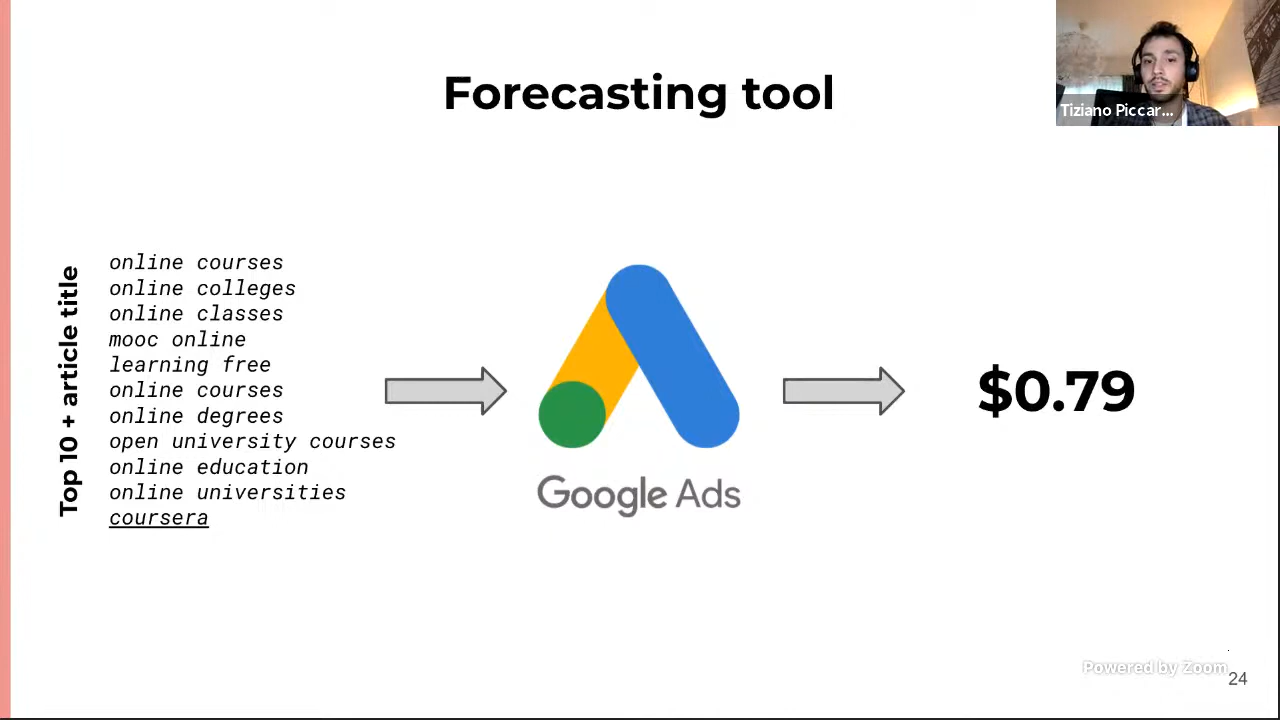 Forecasting tool
Tiziano Piccar...
Top 10 + article title
online courses
online colleges
online classes
mooc online
learning free
online courses
online degrees
open university courses
online education
online universities
coursera
Google Ads
$0.79
Powered by Zoom
24